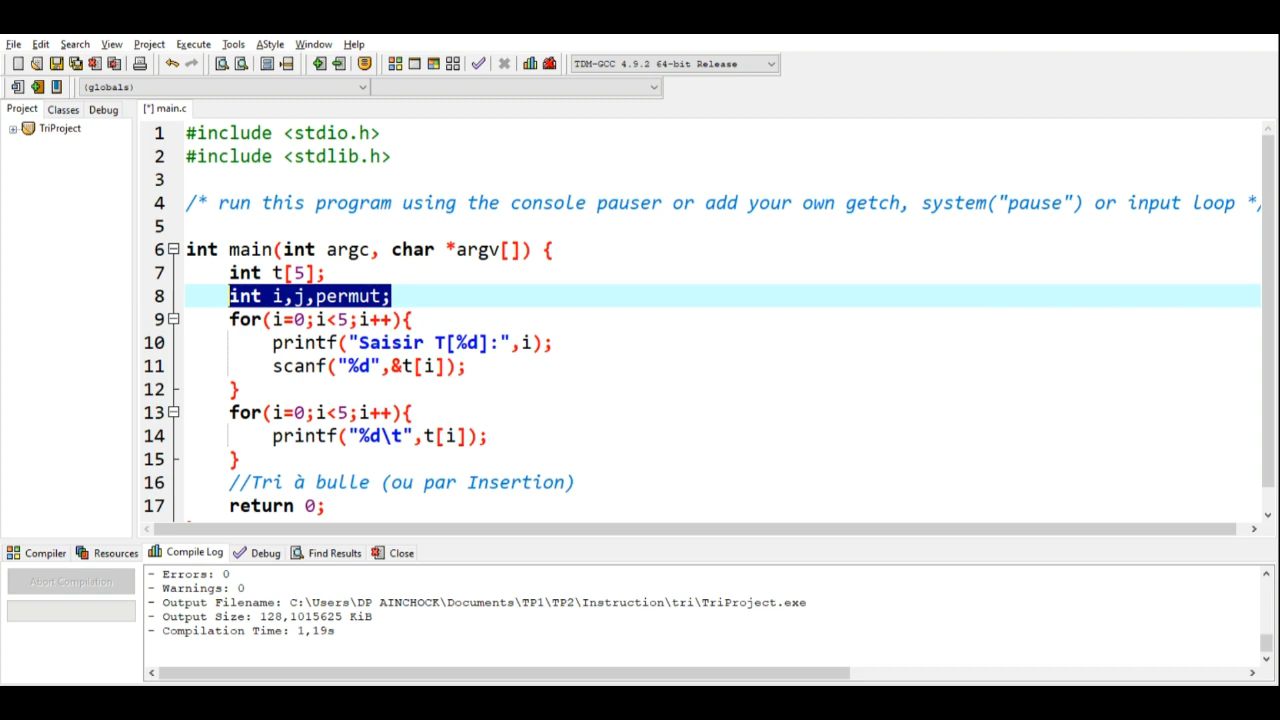 File Edit Search View Project Execute Tools AStyle Window Help
TDM-GCC 4.9.2 64-bit Release
(globals)
Project Classes Debug [*] main.c
TriProject
1 #include <stdio.h>
2 #include <stdlib.h>
3
4 /* run this program using the console pauser or add your own getch, system("pause") or input loop */
5
6 int main(int argc, char *argv[]) {
7 int t[5];
8 int i,j,permut;
9 for(i=0;i<5;i++){
10 printf("Saisir T[%d]:",i);
11 scanf("%d",&t[i]);
12 }
13 for(i=0;i<5;i++){
14 printf("%d\t",t[i]);
15 }
16 //Tri à bulle (ou par Insertion)
17 return 0;
Compiler Resources Compile Log Debug Find Results Close
Abort Compilation
- Errors: 0
- Warnings: 0
- Output Filename: C:\Users\DP AINCHOCK\Documents\TP1\TP2\Instruction\tri\TriProject.exe
- Output Size: 128,1015625 KiB
- Compilation Time: 1,19s